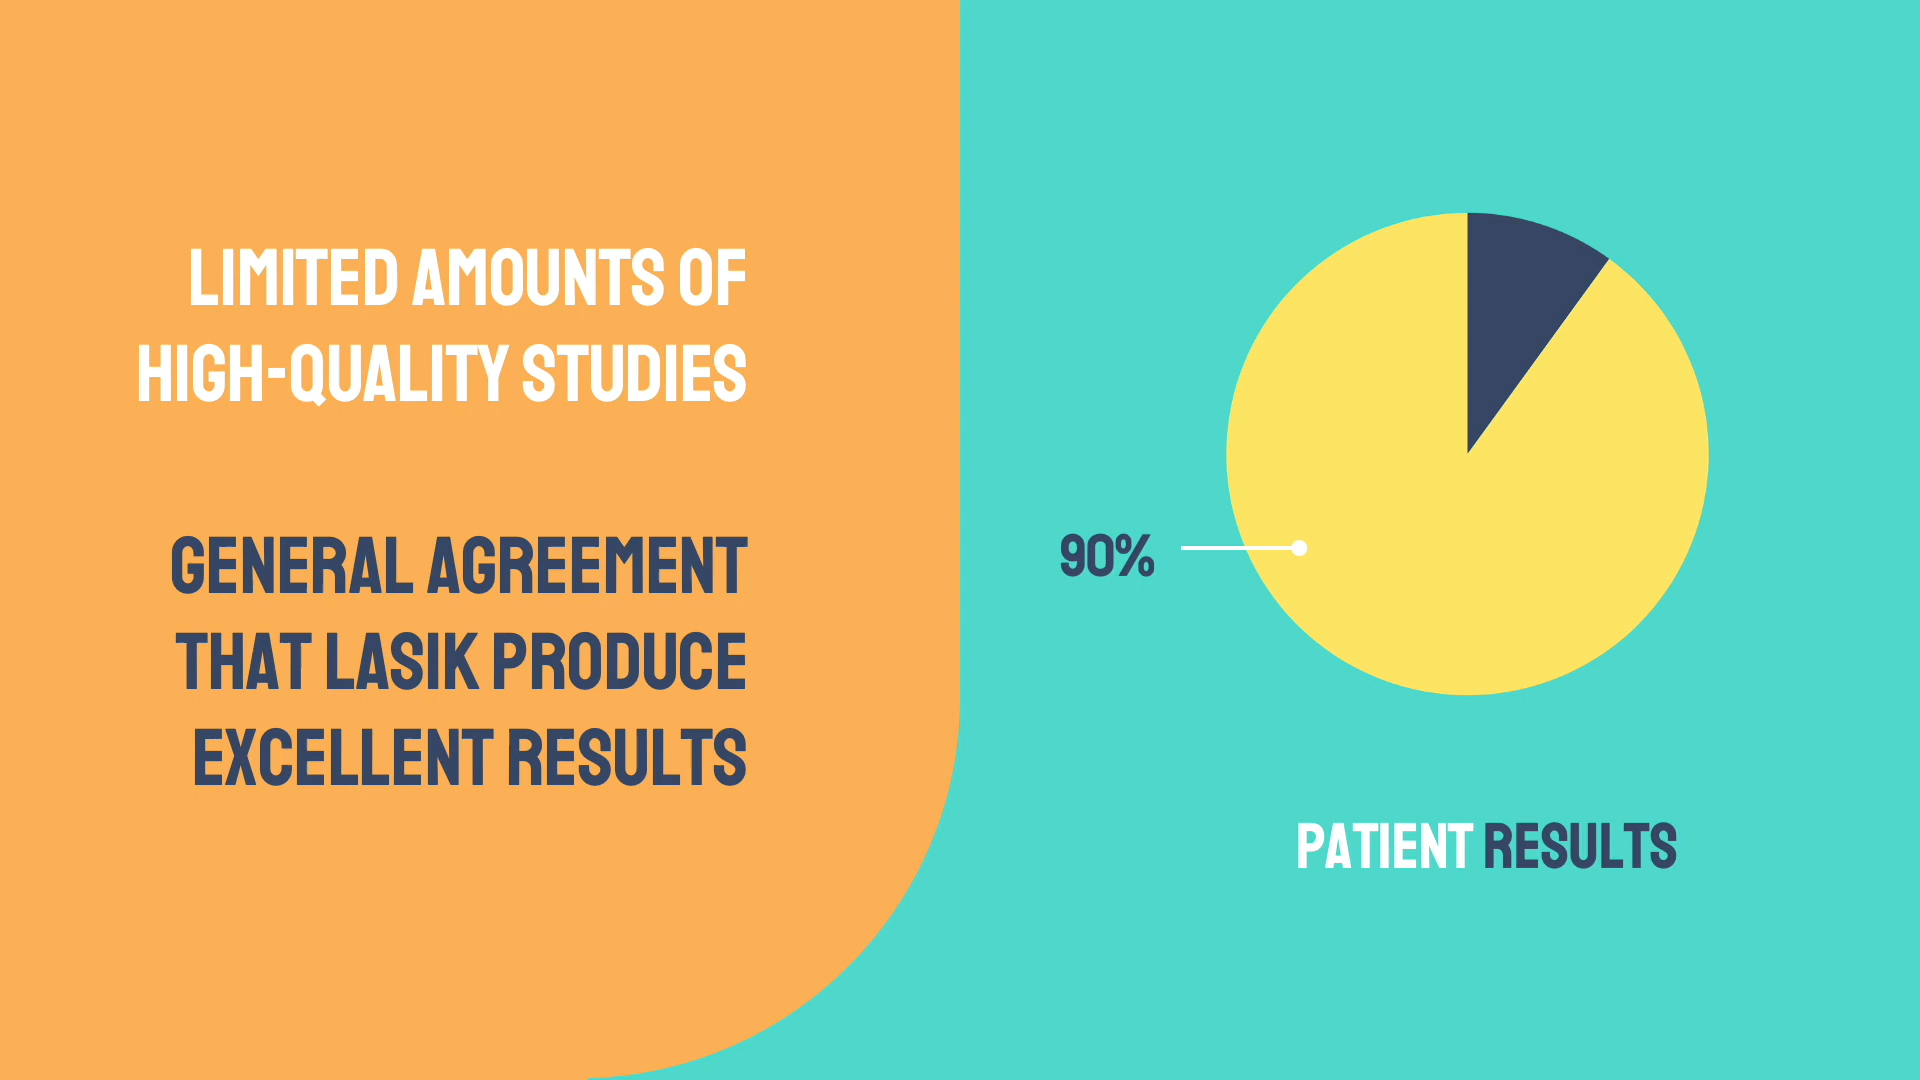 LIMITED AMOUNTS OF
HIGH-QUALITY STUDIES
GENERAL AGREEMENT
THAT LASIK PRODUCE
EXCELLENT RESULTS
90%
PATIENT RESULTS